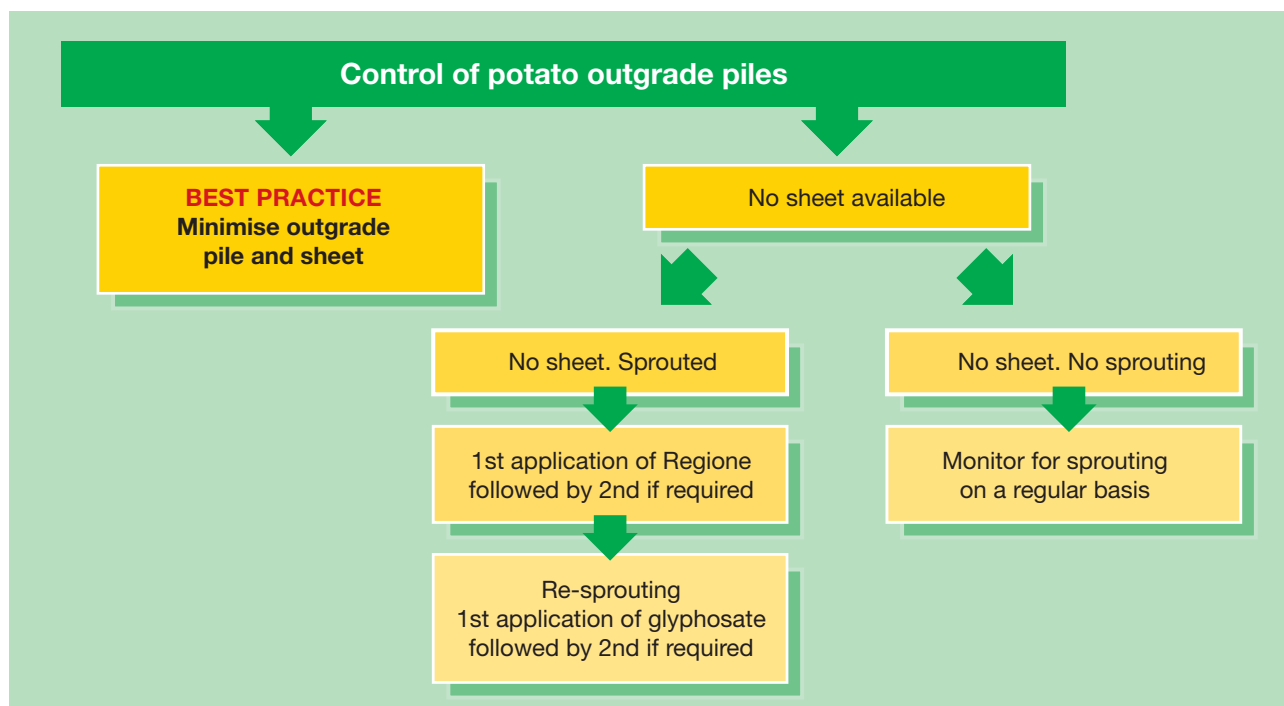 Control of potato outgrade piles
BEST PRACTICE
Minimise outgrade
pile and sheet
No sheet available
No sheet. Sprouted
No sheet. No sprouting
1st application of Regione
followed by 2nd if required
Monitor for sprouting
on a regular basis
Re-sprouting
1st application of glyphosate
followed by 2nd if required